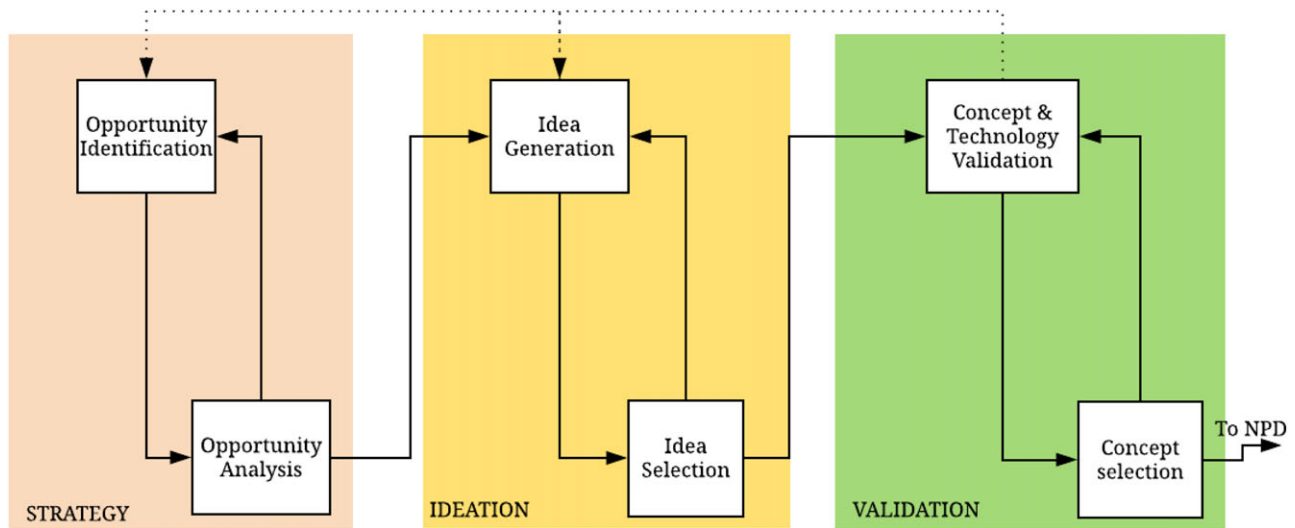 Opportunity
Identification
Opportunity
Analysis
STRATEGY
Idea
Generation
Idea
Selection
IDEATION
Concept &
Technology
Validation
Concept
selection
To NPD
VALIDATION